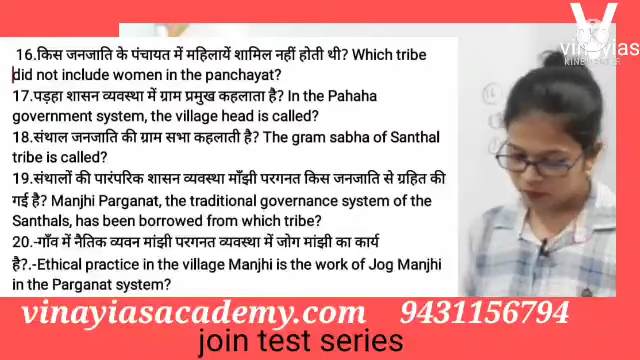 16.किस जनजाति के पंचायत में महिलायें शामिल नहीं होती थी? Which tribe
did not include women in the panchayat?
17.पड़हा शासन व्यवस्था में ग्राम प्रमुख कहलाता है? In the Pahaha
government system, the village head is called?
18.संथाल जनजाति की ग्राम सभा कहलाती है? The gram sabha of Santhal
tribe is called?
19.संथालों की पारंपरिक शासन व्यवस्था माँझी परगनत किस जनजाति से ग्रहित की
गई है? Manjhi Parganat, the traditional governance system of the
Santhals, has been borrowed from which tribe?
20.-गाँव में नैतिक व्यवन मांझी परगनत व्यवस्था में जोग मांझी का कार्य
है?.-Ethical practice in the village Manjhi is the work of Jog Manjhi
in the Parganat system?
vinayias
KINEMASTER
vinayiasacademy.com 9431156794
join test series